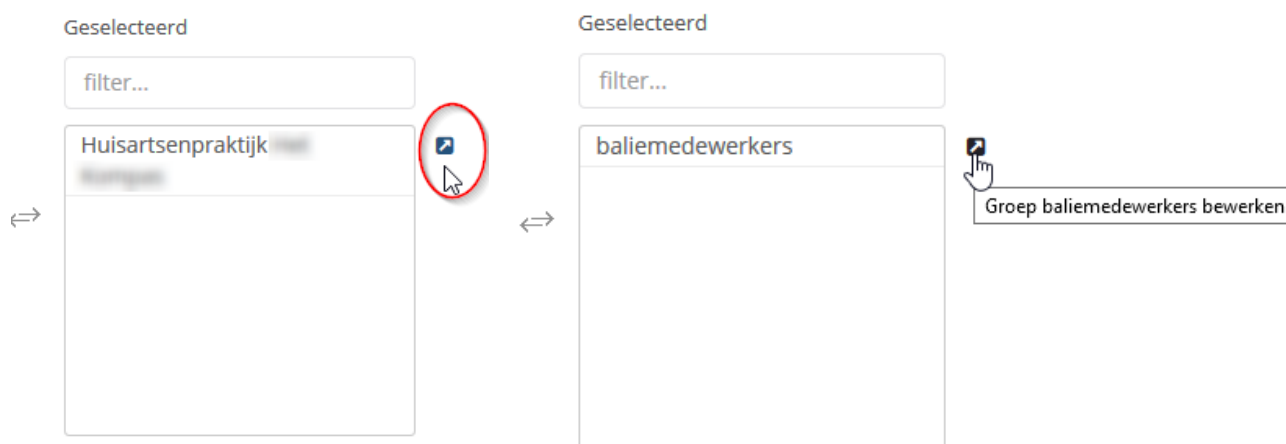 Geselecteerd
filter...
Huisartsenpraktijk
Geselecteerd
filter...
baliemedewerkers
Groep baliemedewerkers bewerken